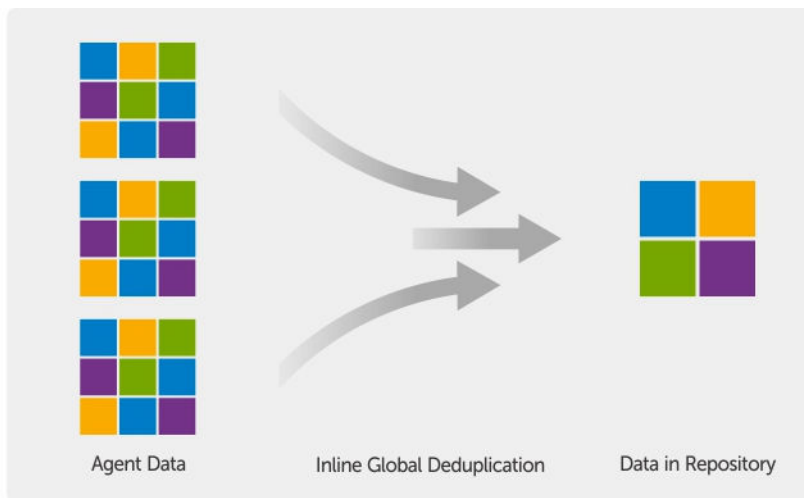 Agent Data
Inline Global Deduplication
Data in Repository